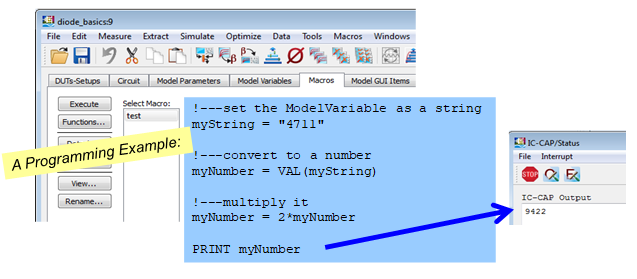 diode_basics:9
File Edit Measure Extract Simulate Optimize Data Tools Macros Windows
DUTs-Setups Circuit Model Parameters Model Variables Macros Model GUI Items
Execute
Select Macro:
test
Functions...
A Programming Example:
View...
Rename...
!---set the ModelVariable as a string
myString = "4711"
!---convert to a number
myNumber = VAL(myString)
!---multiply it
myNumber = 2*myNumber
PRINT myNumber
IC-CAP/Status
File Interrupt
STOP
IC-CAP Output
9422